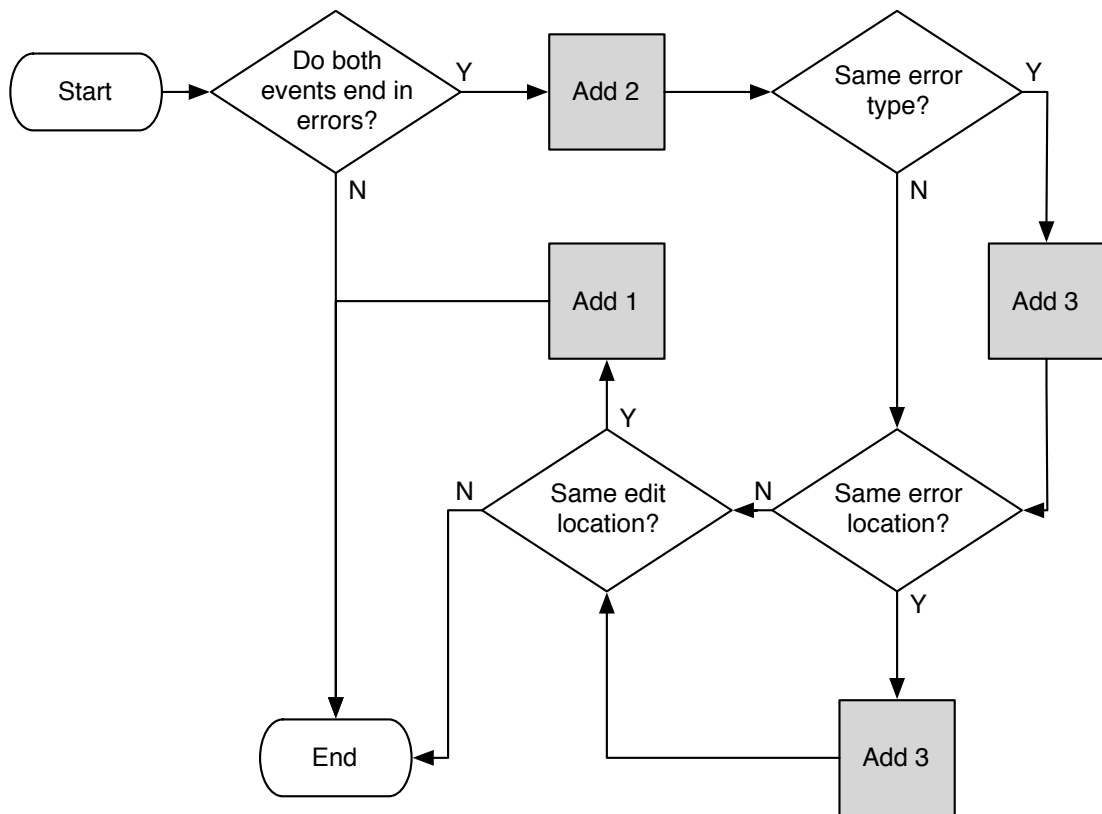 Start
Do both
events end in
errors?
Y
Add 2
Same error
type?
Y
N
N
Add 1
Add 3
Y
N
Same edit
location?
N
Same error
location?
Y
End
Add 3